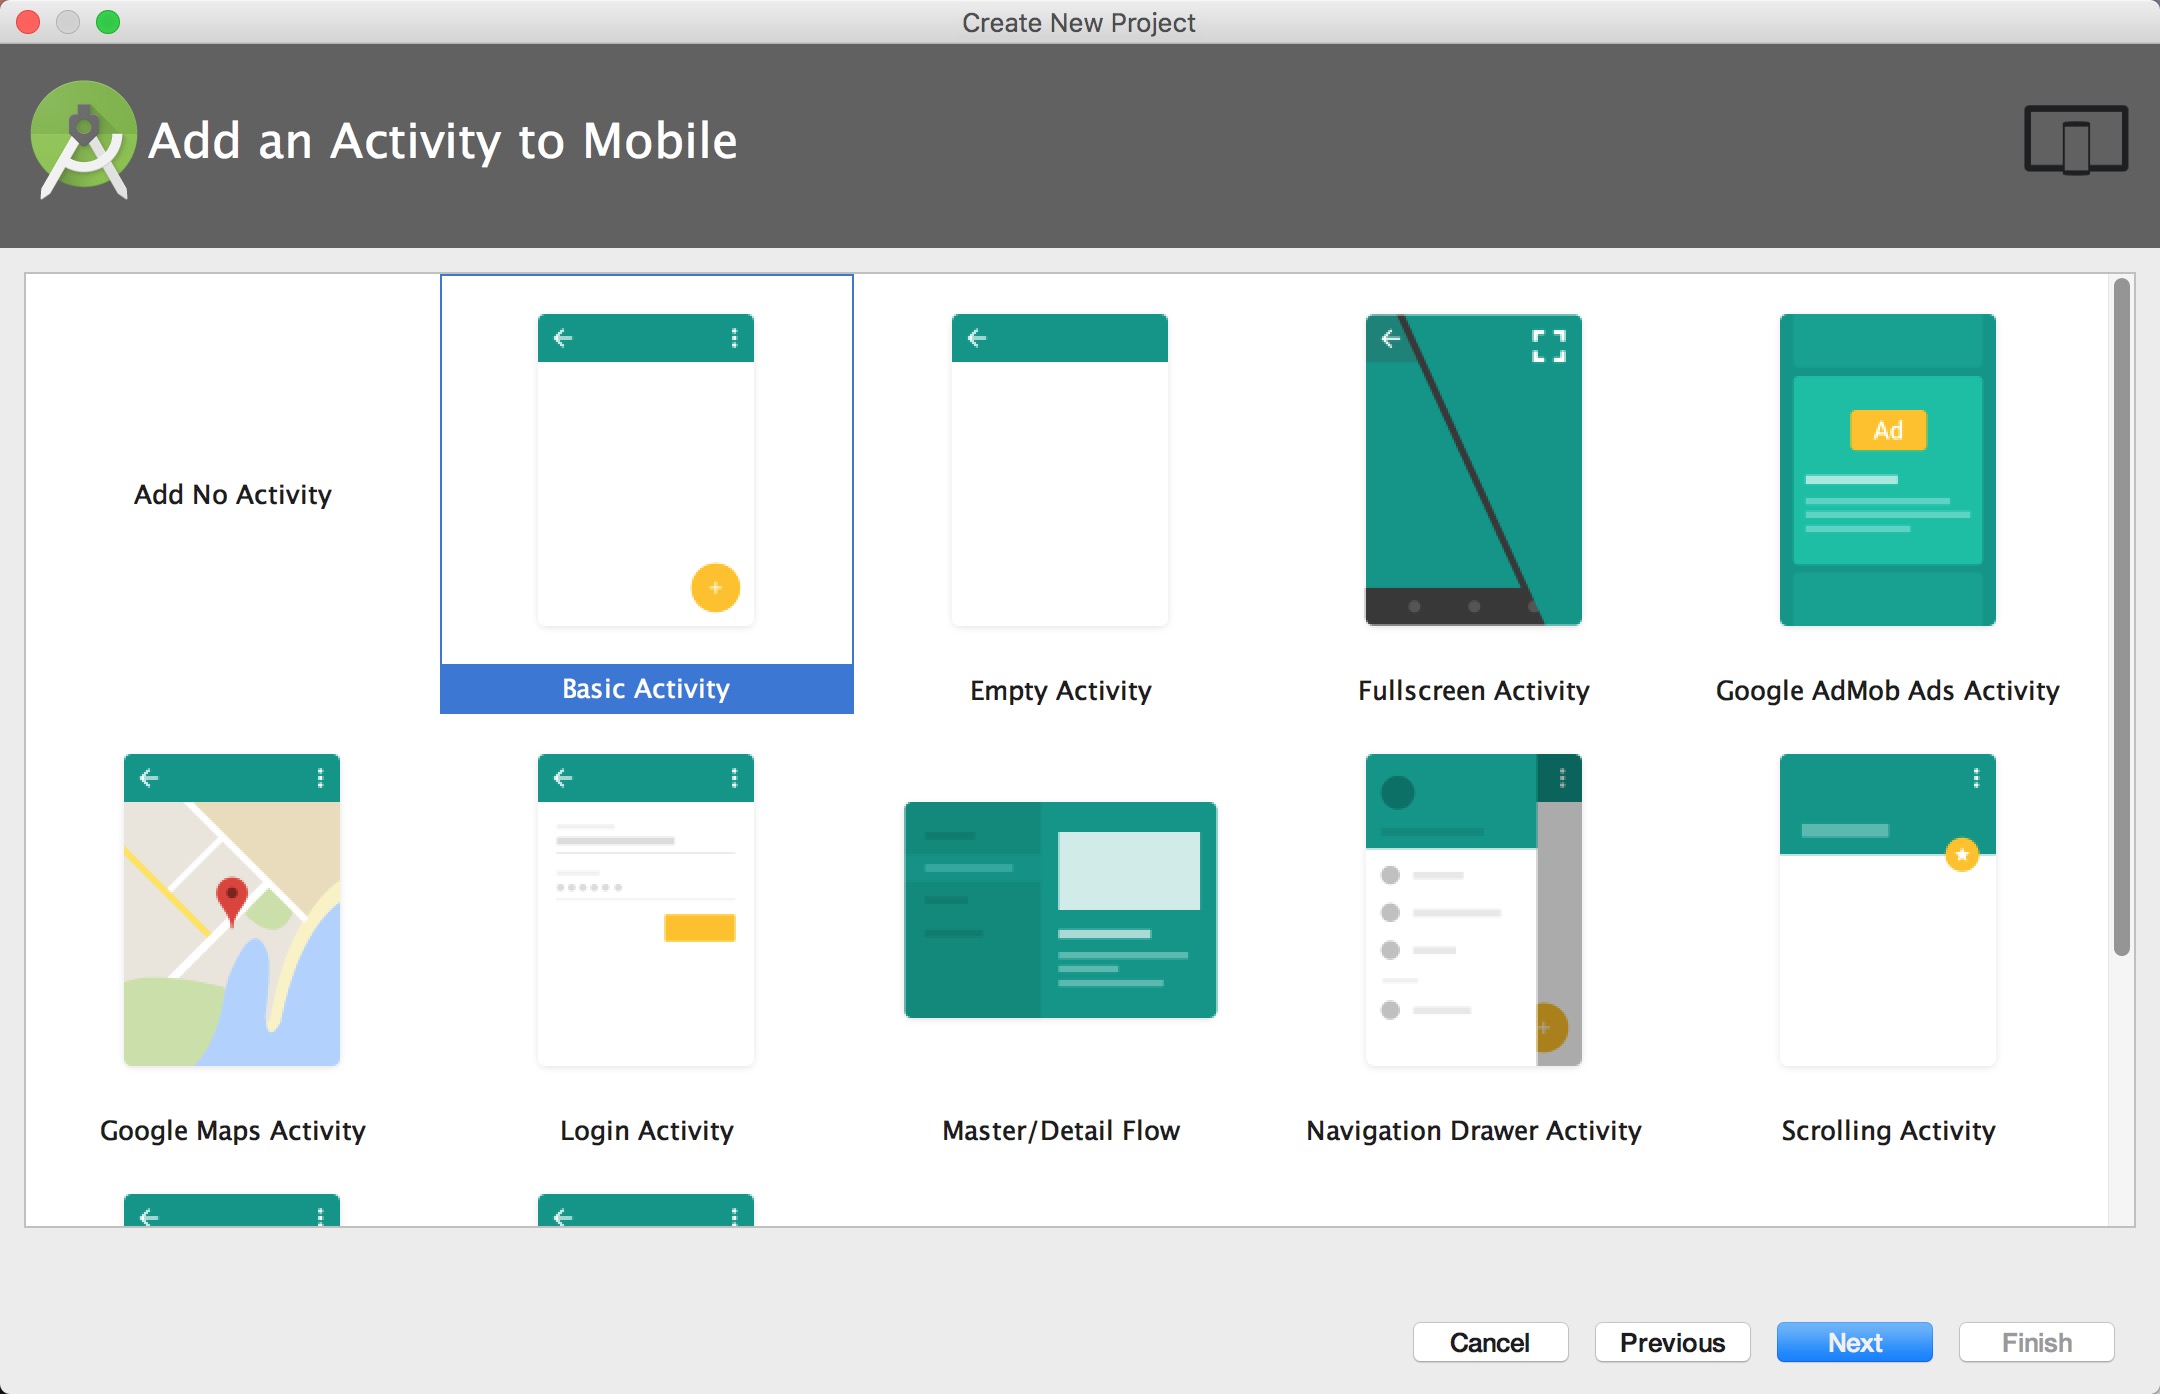 Create New Project
Add an Activity to Mobile
Ad
Add No Activity
Basic Activity
Empty Activity
Fullscreen Activity
Google AdMob Ads Activity
Google Maps Activity
Login Activity
Master/Detail Flow
Navigation Drawer Activity
Scrolling Activity
Cancel
Previous
Next
Finish